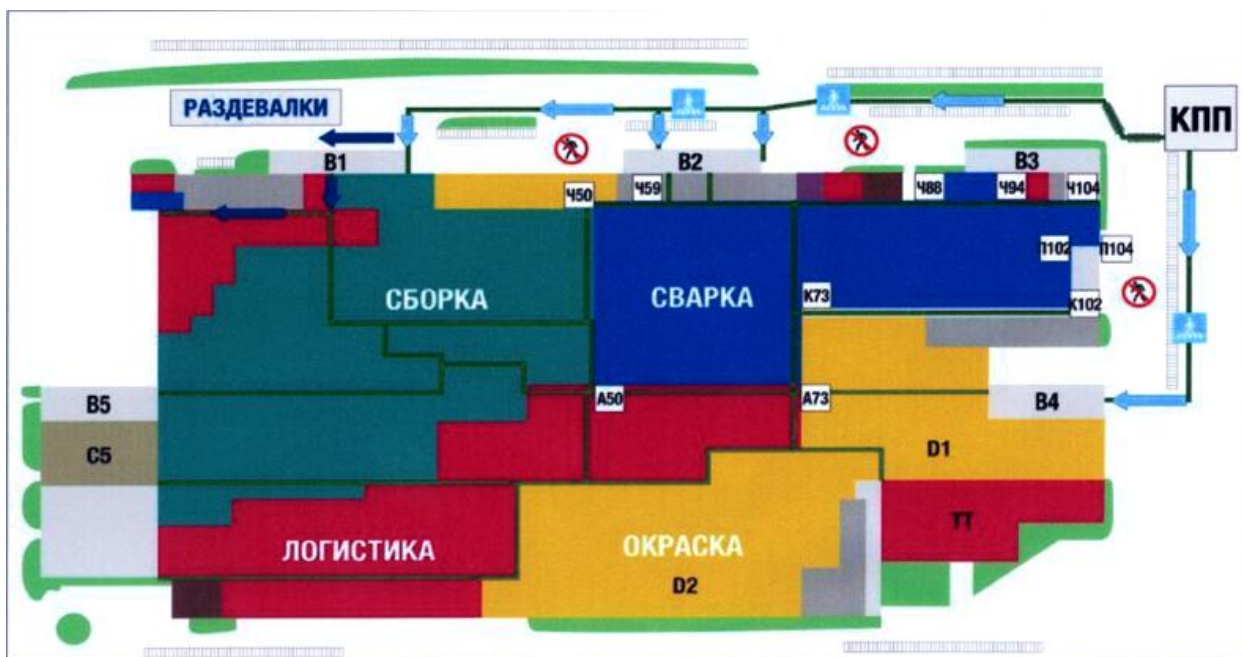 РАЗДЕВАЛКИ
КПП
В1
В2
В3
Ч50
Ч59
Ч88
Ч94
Ч104
П102
П104
СБОРКА
СВАРКА
К73
К102
В5
А50
А73
В4
С5
D1
ЛОГИСТИКА
ОКРАСКА
ТТ
D2